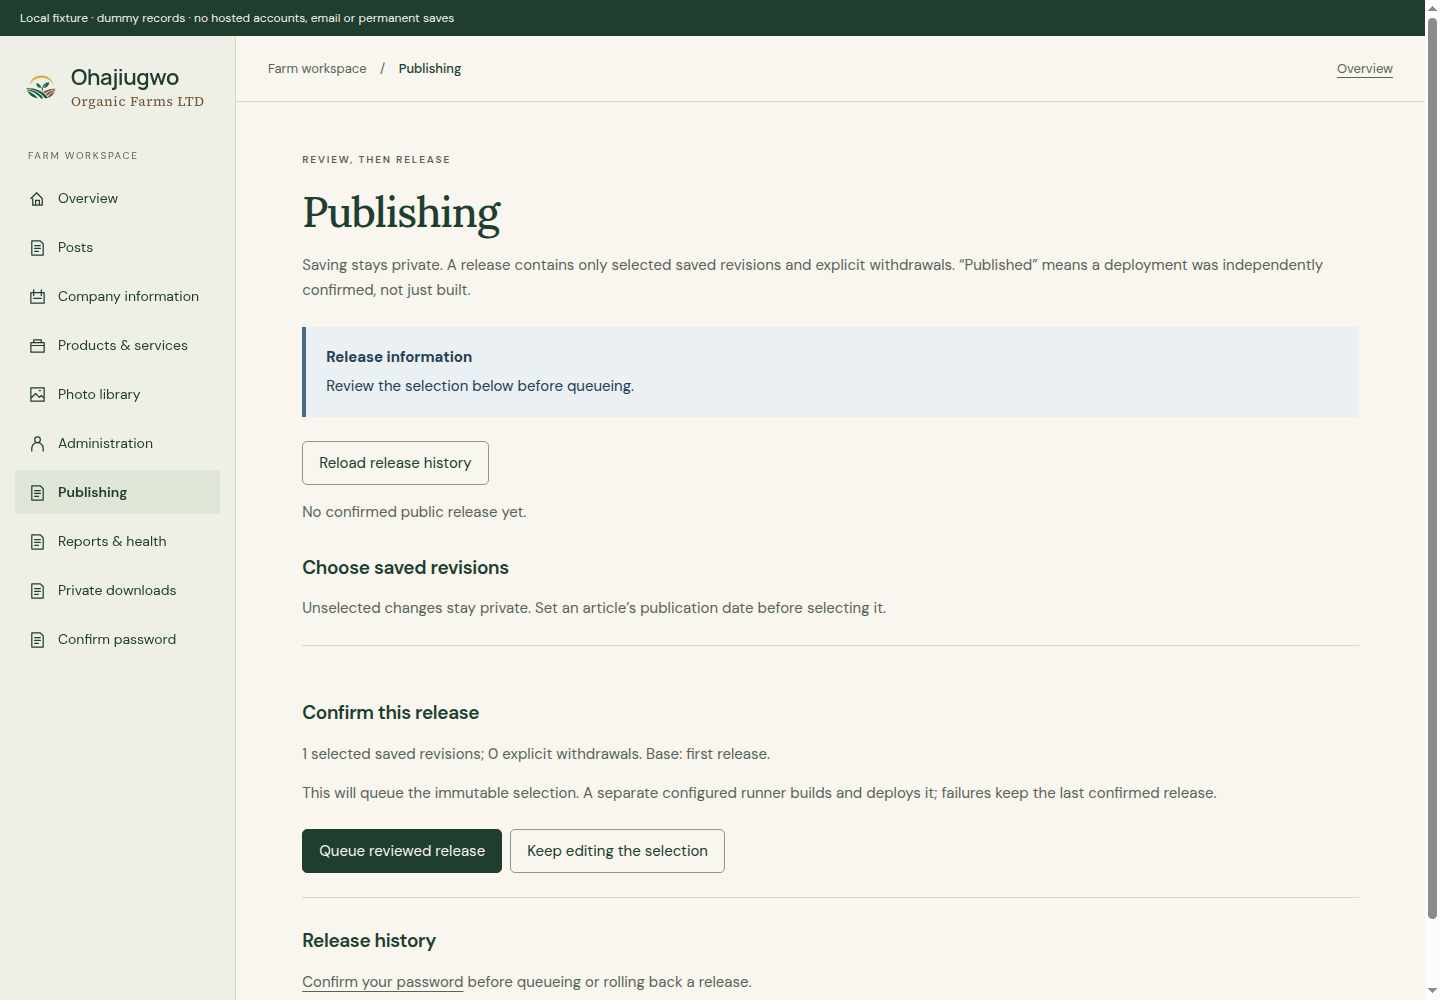 Local fixture · dummy records · no hosted accounts, email or permanent saves
Ohajiugwo
Organic Farms LTD
FARM WORKSPACE
Overview
Posts
Company information
Products & services
Photo library
Administration
Publishing
Reports & health
Private downloads
Confirm password
Farm workspace / Publishing
Overview
REVIEW, THEN RELEASE
Publishing
Saving stays private. A release contains only selected saved revisions and explicit withdrawals. “Published” means a deployment was independently
confirmed, not just built.
Release information
Review the selection below before queueing.
Reload release history
No confirmed public release yet.
Choose saved revisions
Unselected changes stay private. Set an article’s publication date before selecting it.
Confirm this release
1 selected saved revisions; 0 explicit withdrawals. Base: first release.
This will queue the immutable selection. A separate configured runner builds and deploys it; failures keep the last confirmed release.
Queue reviewed release
Keep editing the selection
Release history
Confirm your password before queueing or rolling back a release.